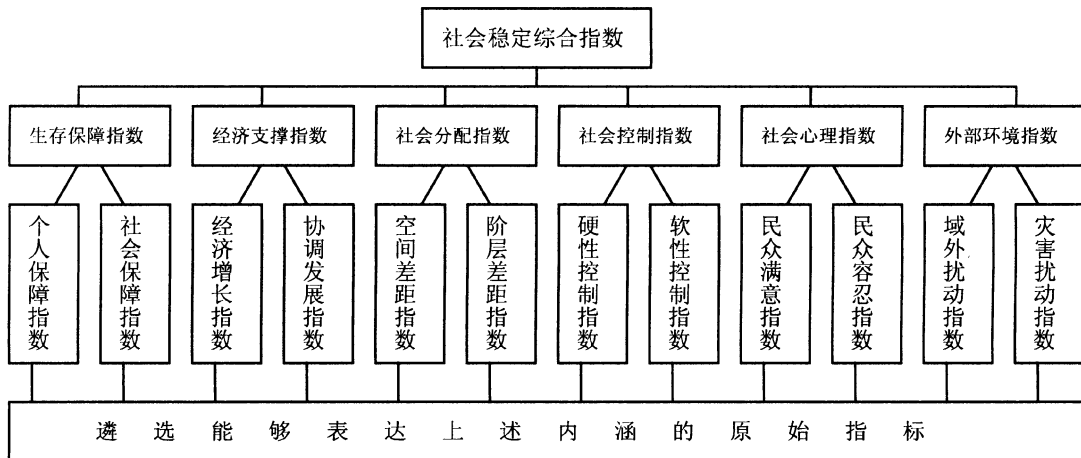 社会稳定综合指数
生存保障指数
经济支撑指数
社会分配指数
社会控制指数
社会心理指数
外部环境指数
个人保障指数
社会保障指数
经济增长指数
协调发展指数
空间差距指数
阶层差距指数
硬性控制指数
软性控制指数
民众满意指数
民众容忍指数
域外扰动指数
灾害扰动指数
遴选能够表达上述内涵的原始指标